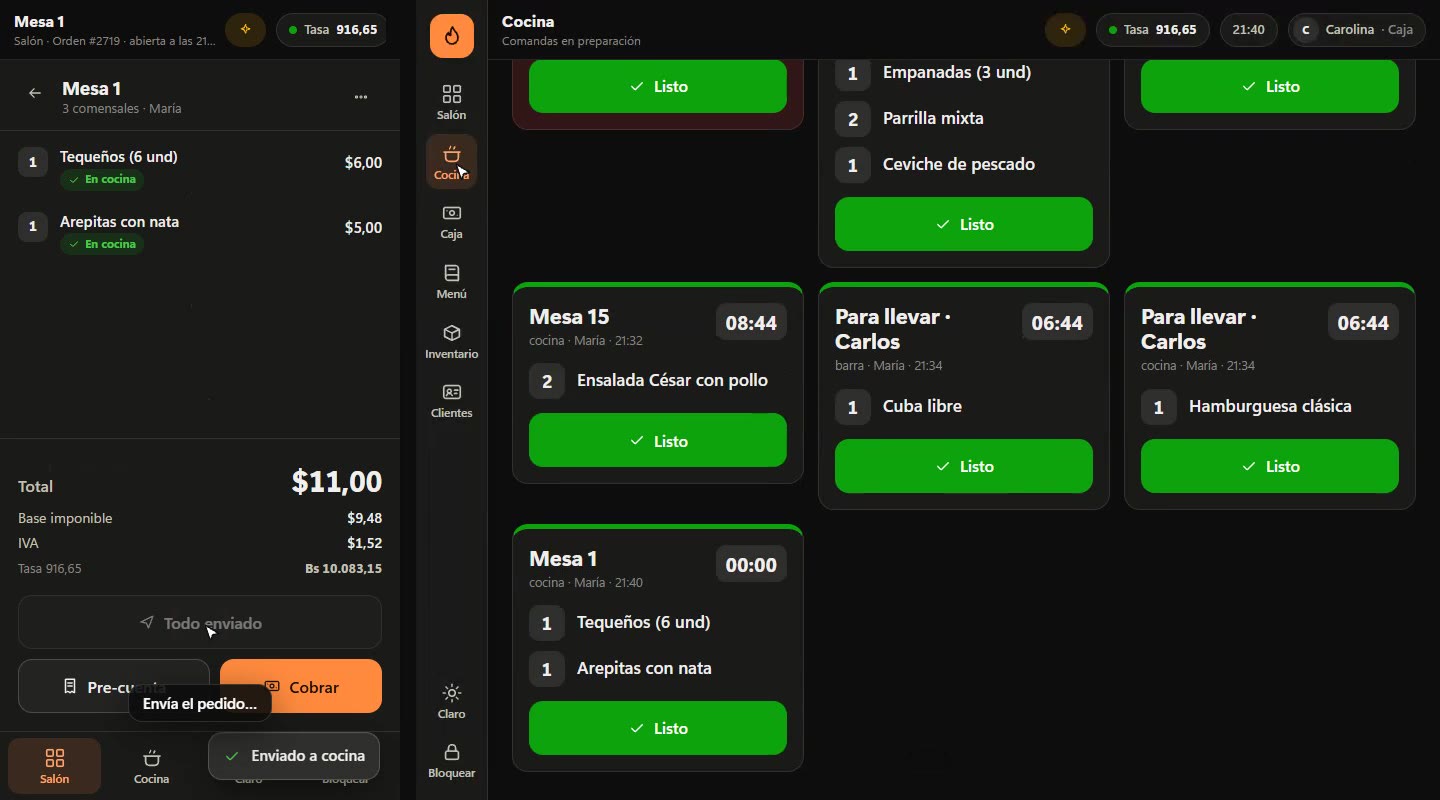 Mesa 1
Salón · Orden #2719 · abierta a las 21...
Tasa 916,65
Mesa 1
3 comensales · María
1 Tequeños (6 und) $6,00
En cocina
1 Arepitas con nata $5,00
En cocina
Total $11,00
Base imponible $9,48
IVA $1,52
Tasa 916,65 Bs 10.083,15
Todo enviado
Pre-cuenta
Cobrar
Envía el pedido...
Enviado a cocina
Salón
Cocina
Claro
Bloquear
Salón
Cocina
Caja
Menú
Inventario
Clientes
Claro
Bloquear
Cocina
Comandas en preparación
Tasa 916,65
21:40
C Carolina · Caja
Listo
1 Empanadas (3 und)
2 Parrilla mixta
1 Ceviche de pescado
Listo
Listo
Mesa 15 08:44
cocina · María · 21:32
2 Ensalada César con pollo
Listo
Para llevar · Carlos 06:44
barra · María · 21:34
1 Cuba libre
Listo
Para llevar · Carlos 06:44
cocina · María · 21:34
1 Hamburguesa clásica
Listo
Mesa 1 00:00
cocina · María · 21:40
1 Tequeños (6 und)
1 Arepitas con nata
Listo